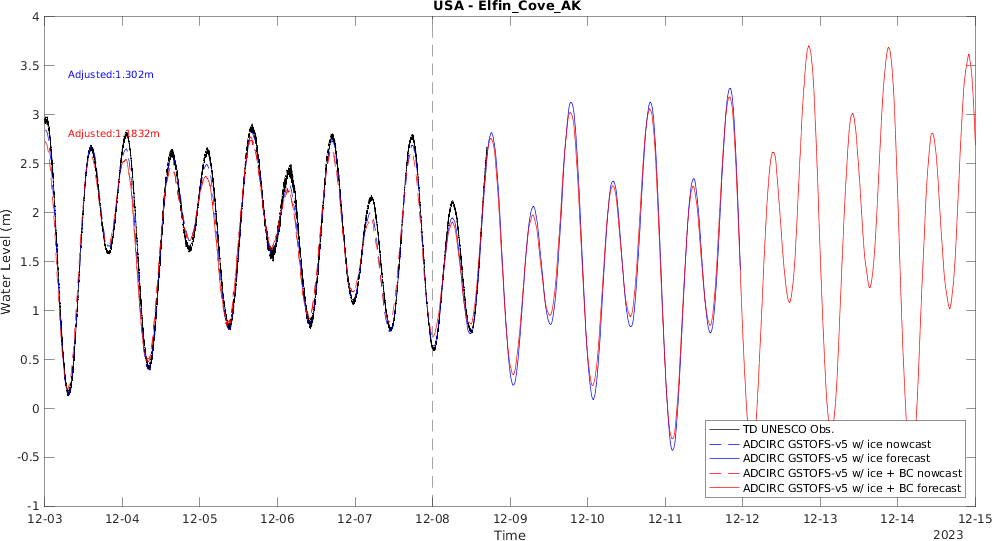 USA - Elfin_Cove_AK
Water Level (m)
4
3.5
3
2.5
2
1.5
1
0.5
0
-0.5
-1
Adjusted:1.302m
TD UNESCO Obs.
ADCIRC GSTOFS-v5 w/ ice nowcast
ADCIRC GSTOFS-v5 w/ ice forecast
ADCIRC GSTOFS-v5 w/ ice + BC nowcast
ADCIRC GSTOFS-v5 w/ ice + BC forecast
12-03 12-04 12-05 12-06 12-07 12-08 12-09 12-10 12-11 12-12 12-13 12-14 12-15
Time
2023